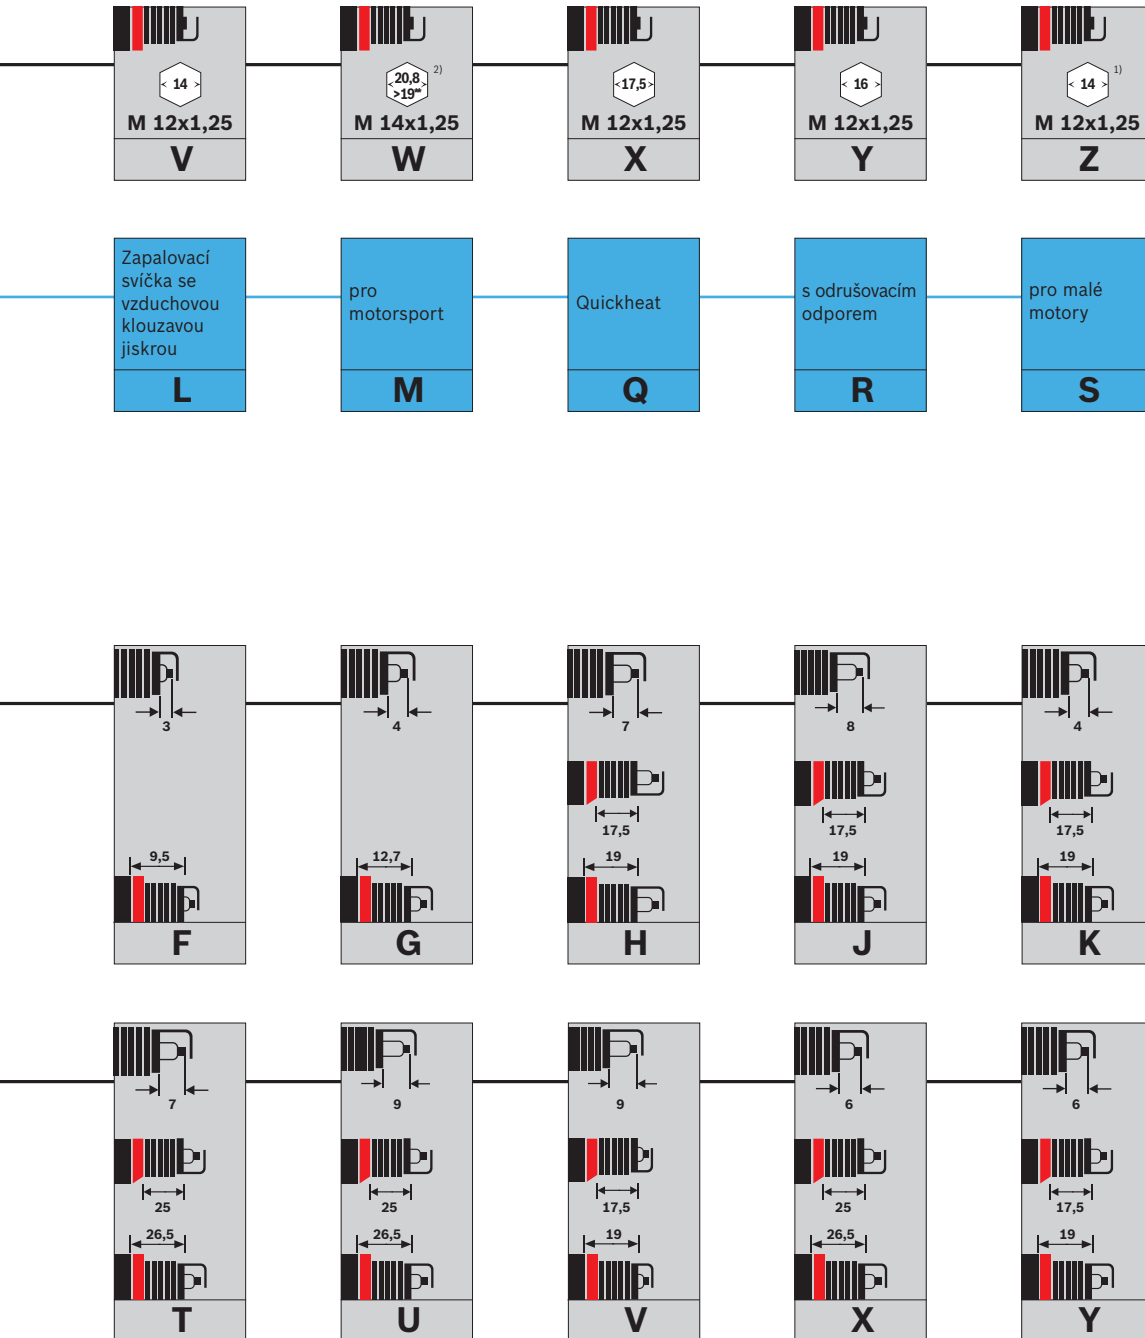 14
M 12x1,25
V
20,8
>19**
2)
M 14x1,25
W
17,5
M 12x1,25
X
16
M 12x1,25
Y
14
1)
M 12x1,25
Z
Zapalovací
svíčka se
vzduchovou
klouzavou
jiskrou
L
pro
motorsport
M
Quickheat
Q
s odrušovacím
odporem
R
pro malé
motory
S
3
9,5
F
4
12,7
G
7
17,5
19
H
8
17,5
19
J
4
17,5
19
K
7
25
26,5
T
9
25
26,5
U
9
17,5
19
V
6
25
26,5
X
6
17,5
19
Y